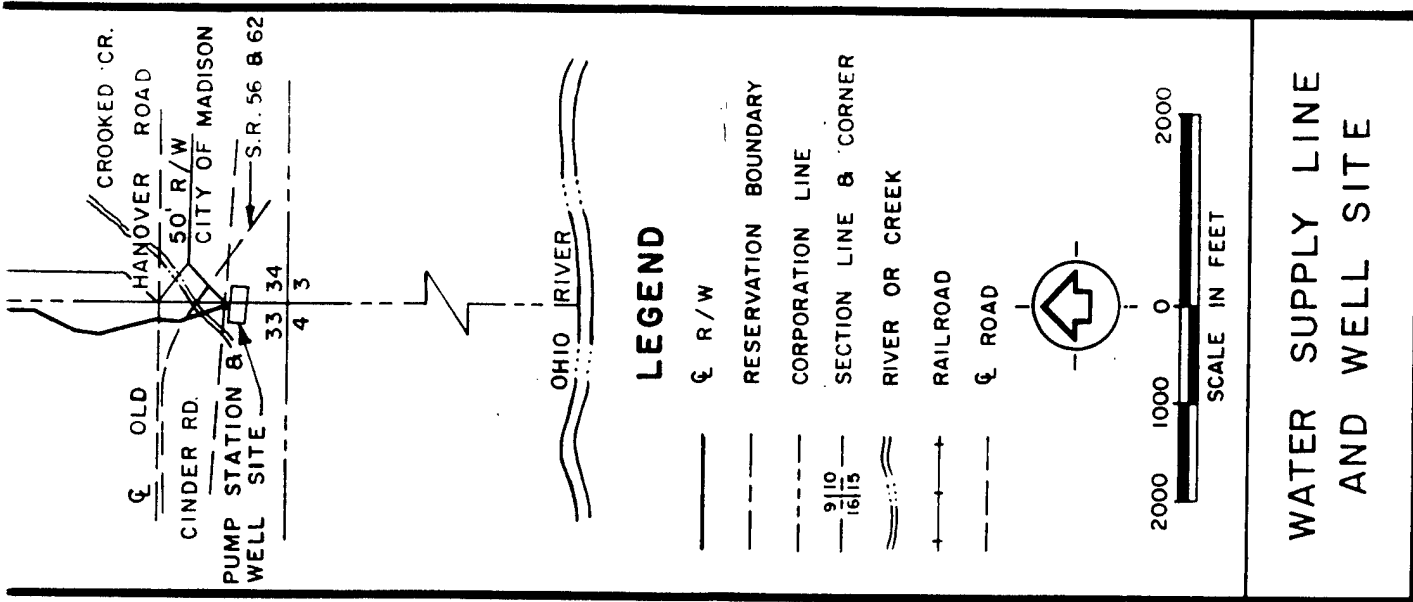 CROOKED CR.
HANOVER ROAD
50' R/W
CITY OF MADISON
S.R. 56 & 62
℄ OLD
CINDER RD.
PUMP STATION &
WELL SITE
33 34
4 3
OHIO RIVER
LEGEND
℄ R/W
RESERVATION BOUNDARY
CORPORATION LINE
9|10
16|15
SECTION LINE & CORNER
RIVER OR CREEK
RAILROAD
℄ ROAD
2000 1000 0 2000
SCALE IN FEET
WATER SUPPLY LINE
AND WELL SITE